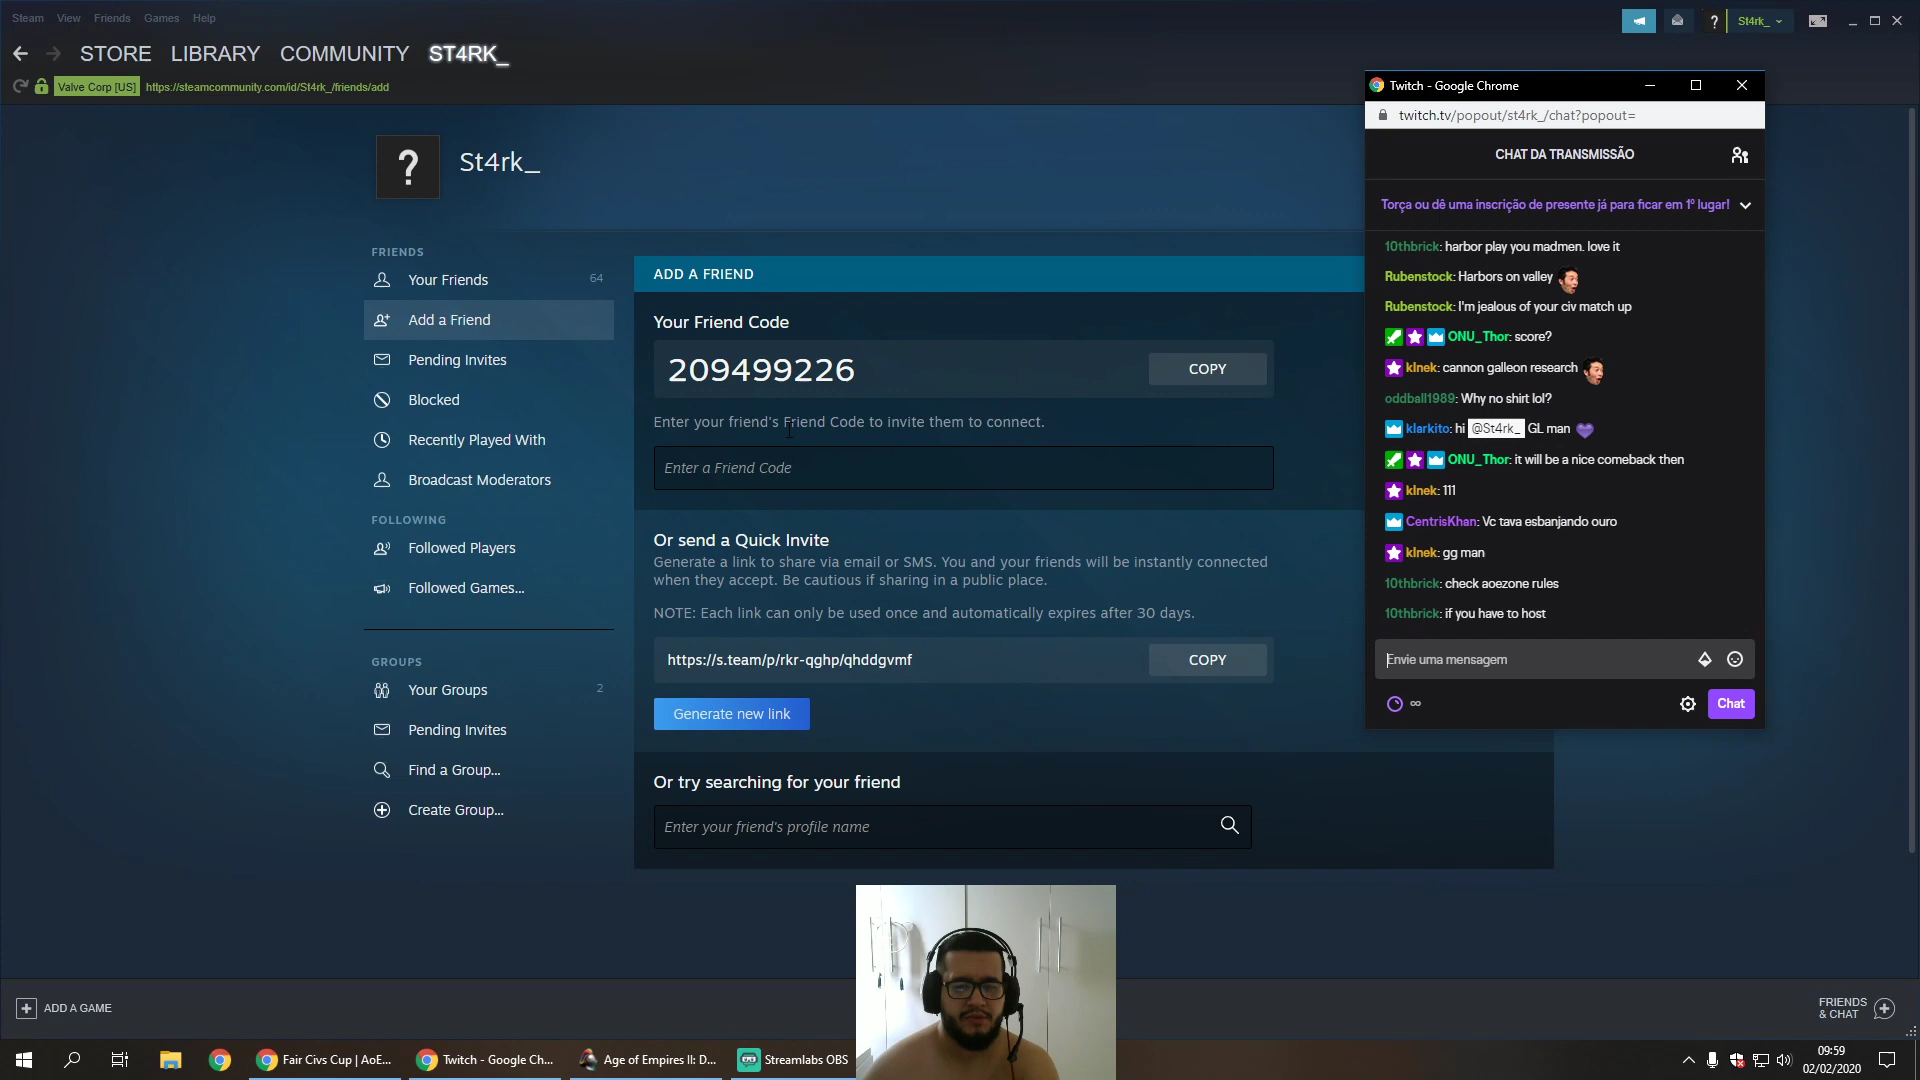 Steam View Friends Games Help
St4rk_
STORE LIBRARY COMMUNITY ST4RK_
Valve Corp [US] https://steamcommunity.com/id/St4rk_/friends/add
?
St4rk_
FRIENDS
Your Friends 64
Add a Friend
Pending Invites
Blocked
Recently Played With
Broadcast Moderators
FOLLOWING
Followed Players
Followed Games...
GROUPS
Your Groups 2
Pending Invites
Find a Group...
Create Group...
ADD A FRIEND
Your Friend Code
209499226 COPY
Enter your friend's Friend Code to invite them to connect.
Enter a Friend Code
Or send a Quick Invite
Generate a link to share via email or SMS. You and your friends will be instantly connected
when they accept. Be cautious if sharing in a public place.
NOTE: Each link can only be used once and automatically expires after 30 days.
https://s.team/p/rkr-qghp/qhddgvmf COPY
Generate new link
Or try searching for your friend
Enter your friend's profile name
Twitch - Google Chrome
twitch.tv/popout/st4rk_/chat?popout=
CHAT DA TRANSMISSÃO
Torça ou dê uma inscrição de presente já para ficar em 1º lugar!
10thbrick: harbor play you madmen. love it
Rubenstock: Harbors on valley
Rubenstock: I'm jealous of your civ match up
ONU_Thor: score?
klnek: cannon galleon research
oddball1989: Why no shirt lol?
klarkito: hi @St4rk_ GL man
ONU_Thor: it will be a nice comeback then
klnek: 111
CentrisKhan: Vc tava esbanjando ouro
klnek: gg man
10thbrick: check aoezone rules
10thbrick: if you have to host
Envie uma mensagem
∞ Chat
ADD A GAME
FRIENDS
& CHAT
Fair Civs Cup | AoE... Twitch - Google Ch... Age of Empires II: D... Streamlabs OBS
09:59
02/02/2020